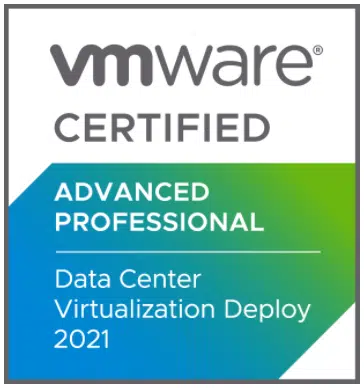 vmware®
CERTIFIED
ADVANCED
PROFESSIONAL
Data Center
Virtualization Deploy
2021